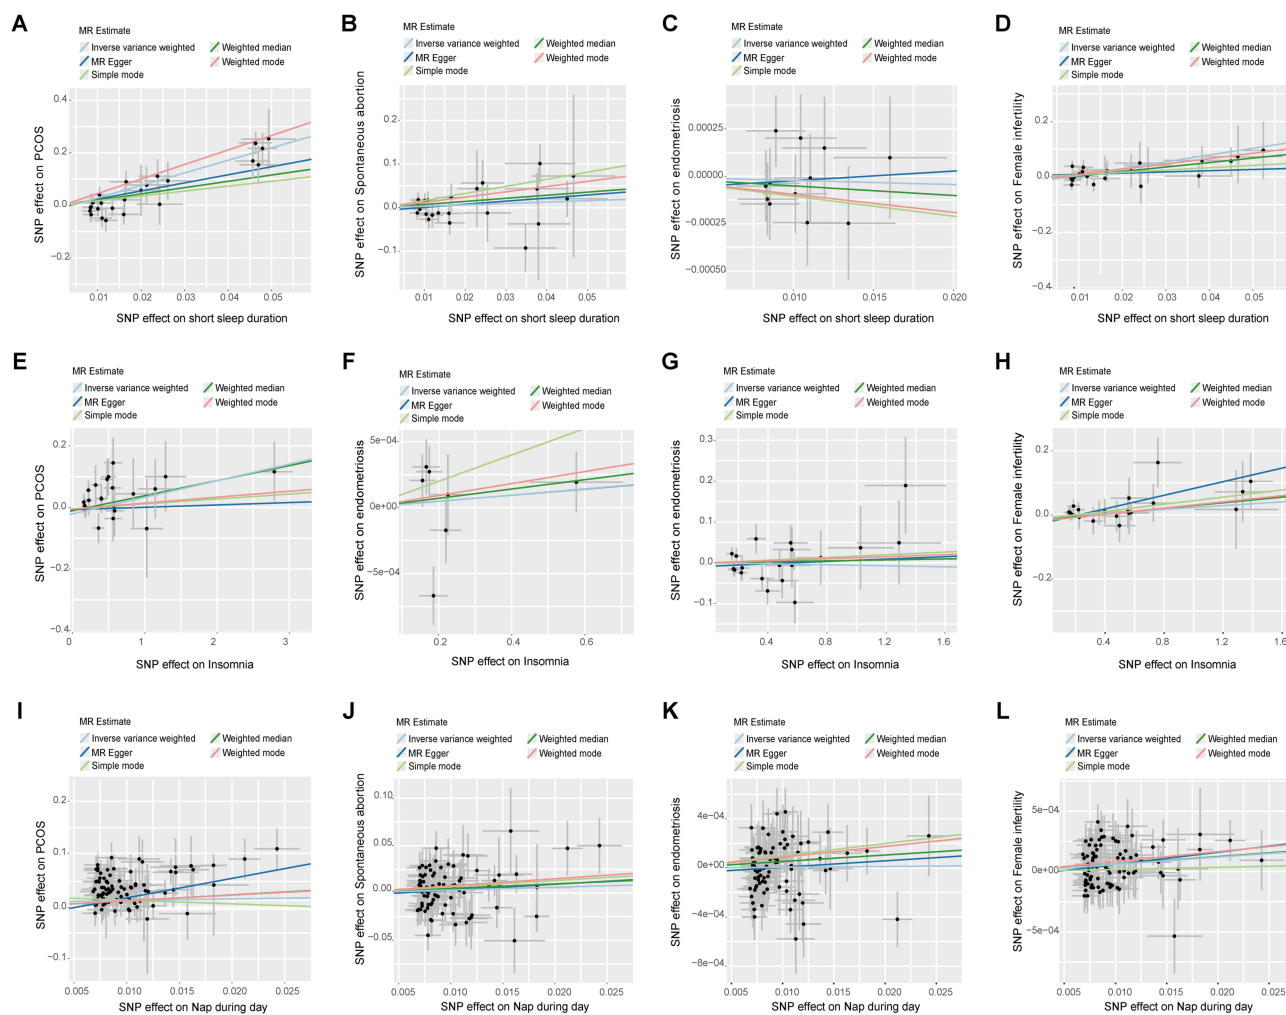 A
MR Estimate
Inverse variance weighted
Weighted median
MR Egger
Weighted mode
Simple mode
SNP effect on PCOS
0.4
0.2
0.0
−0.2
0.01
0.02
0.03
0.04
0.05
SNP effect on short sleep duration
B
MR Estimate
Inverse variance weighted
Weighted median
MR Egger
Weighted mode
Simple mode
SNP effect on Spontaneous abortion
0.2
0.1
0.0
−0.1
0.01
0.02
0.03
0.04
0.05
SNP effect on short sleep duration
C
MR Estimate
Inverse variance weighted
Weighted median
MR Egger
Weighted mode
Simple mode
SNP effect on endometriosis
0.00025
0.00000
−0.00025
−0.00050
0.010
0.015
0.020
SNP effect on short sleep duration
D
MR Estimate
Inverse variance weighted
Weighted median
MR Egger
Weighted mode
Simple mode
SNP effect on Female infertility
0.2
0.0
−0.2
−0.4
0.01
0.02
0.03
0.04
0.05
SNP effect on short sleep duration
E
MR Estimate
Inverse variance weighted
Weighted median
MR Egger
Weighted mode
Simple mode
SNP effect on PCOS
0.2
0.0
−0.2
−0.4
0
1
2
3
SNP effect on Insomnia
F
MR Estimate
Inverse variance weighted
Weighted median
MR Egger
Weighted mode
Simple mode
SNP effect on endometriosis
5e−04
0e+00
−5e−04
0.2
0.4
0.6
SNP effect on Insomnia
G
MR Estimate
Inverse variance weighted
Weighted median
MR Egger
Weighted mode
Simple mode
SNP effect on endometriosis
0.3
0.2
0.1
0.0
−0.1
0.4
0.8
1.2
1.6
SNP effect on Insomnia
H
MR Estimate
Inverse variance weighted
Weighted median
MR Egger
Weighted mode
Simple mode
SNP effect on Female infertility
0.2
0.0
−0.2
0.4
0.8
1.2
1.6
SNP effect on Insomnia
I
MR Estimate
Inverse variance weighted
Weighted median
MR Egger
Weighted mode
Simple mode
SNP effect on PCOS
0.2
0.1
0.0
−0.1
0.005
0.010
0.015
0.020
0.025
SNP effect on Nap during day
J
MR Estimate
Inverse variance weighted
Weighted median
MR Egger
Weighted mode
Simple mode
SNP effect on Spontaneous abortion
0.10
0.05
0.00
−0.05
0.005
0.010
0.015
0.020
0.025
SNP effect on Nap during day
K
MR Estimate
Inverse variance weighted
Weighted median
MR Egger
Weighted mode
Simple mode
SNP effect on endometriosis
4e−04
0e+00
−4e−04
−8e−04
0.005
0.010
0.015
0.020
0.025
SNP effect on Nap during day
L
MR Estimate
Inverse variance weighted
Weighted median
MR Egger
Weighted mode
Simple mode
SNP effect on Female infertility
5e−04
0e+00
−5e−04
0.005
0.010
0.015
0.020
0.025
SNP effect on Nap during day